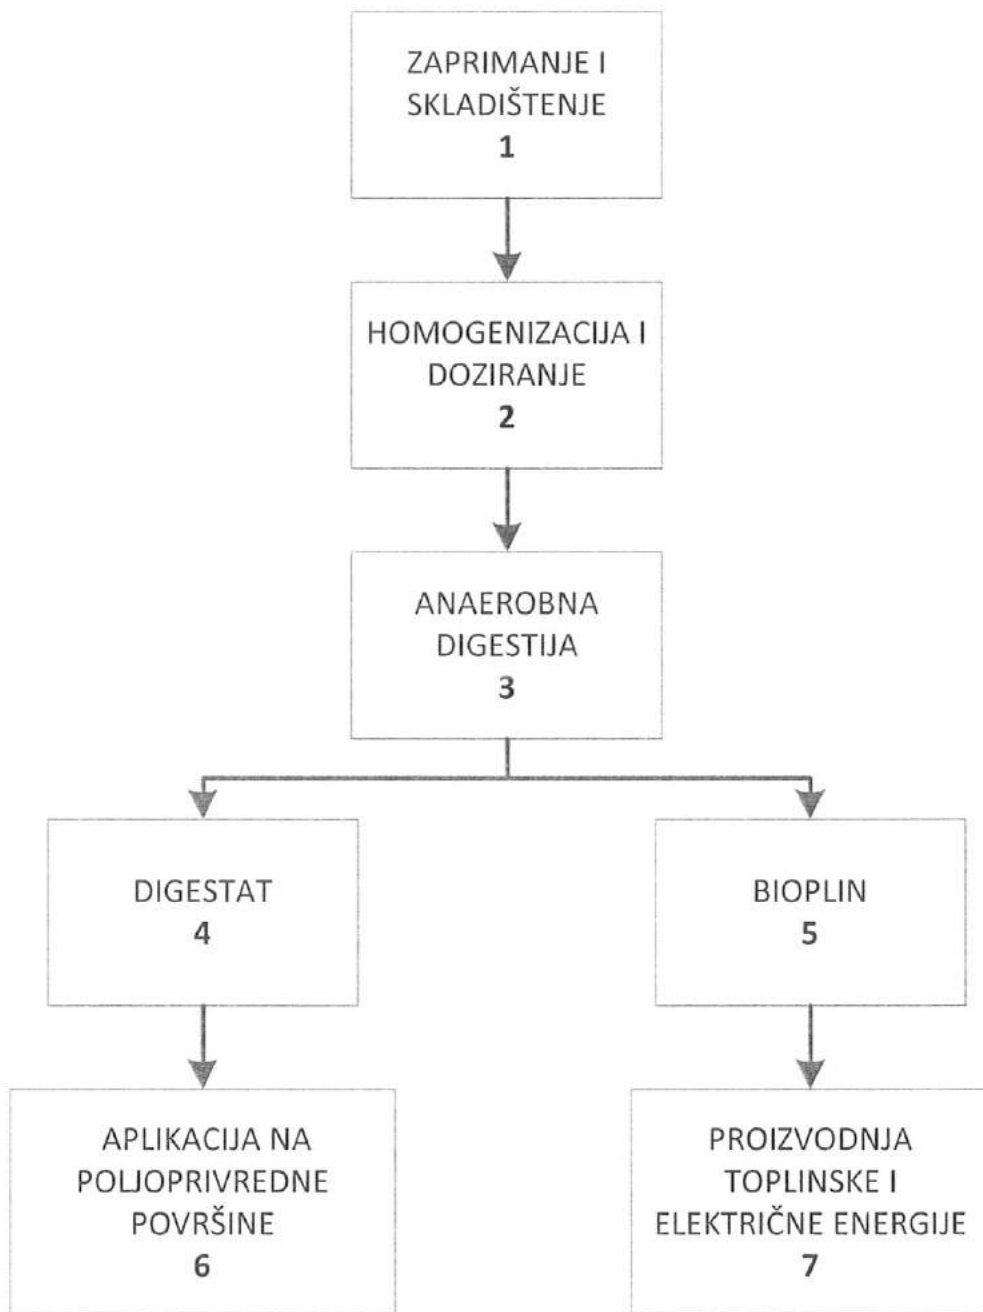 ZAPRIMANJE I
SKLADIŠTENJE
1
HOMOGENIZACIJA I
DOZIRANJE
2
ANAEROBNA
DIGESTIJA
3
DIGESTAT
4
BIOPLIN
5
APLIKACIJA NA
POLJOPRIVREDNE
POVRŠINE
6
PROIZVODNJA
TOPLINSKE I
ELEKTRIČNE ENERGIJE
7